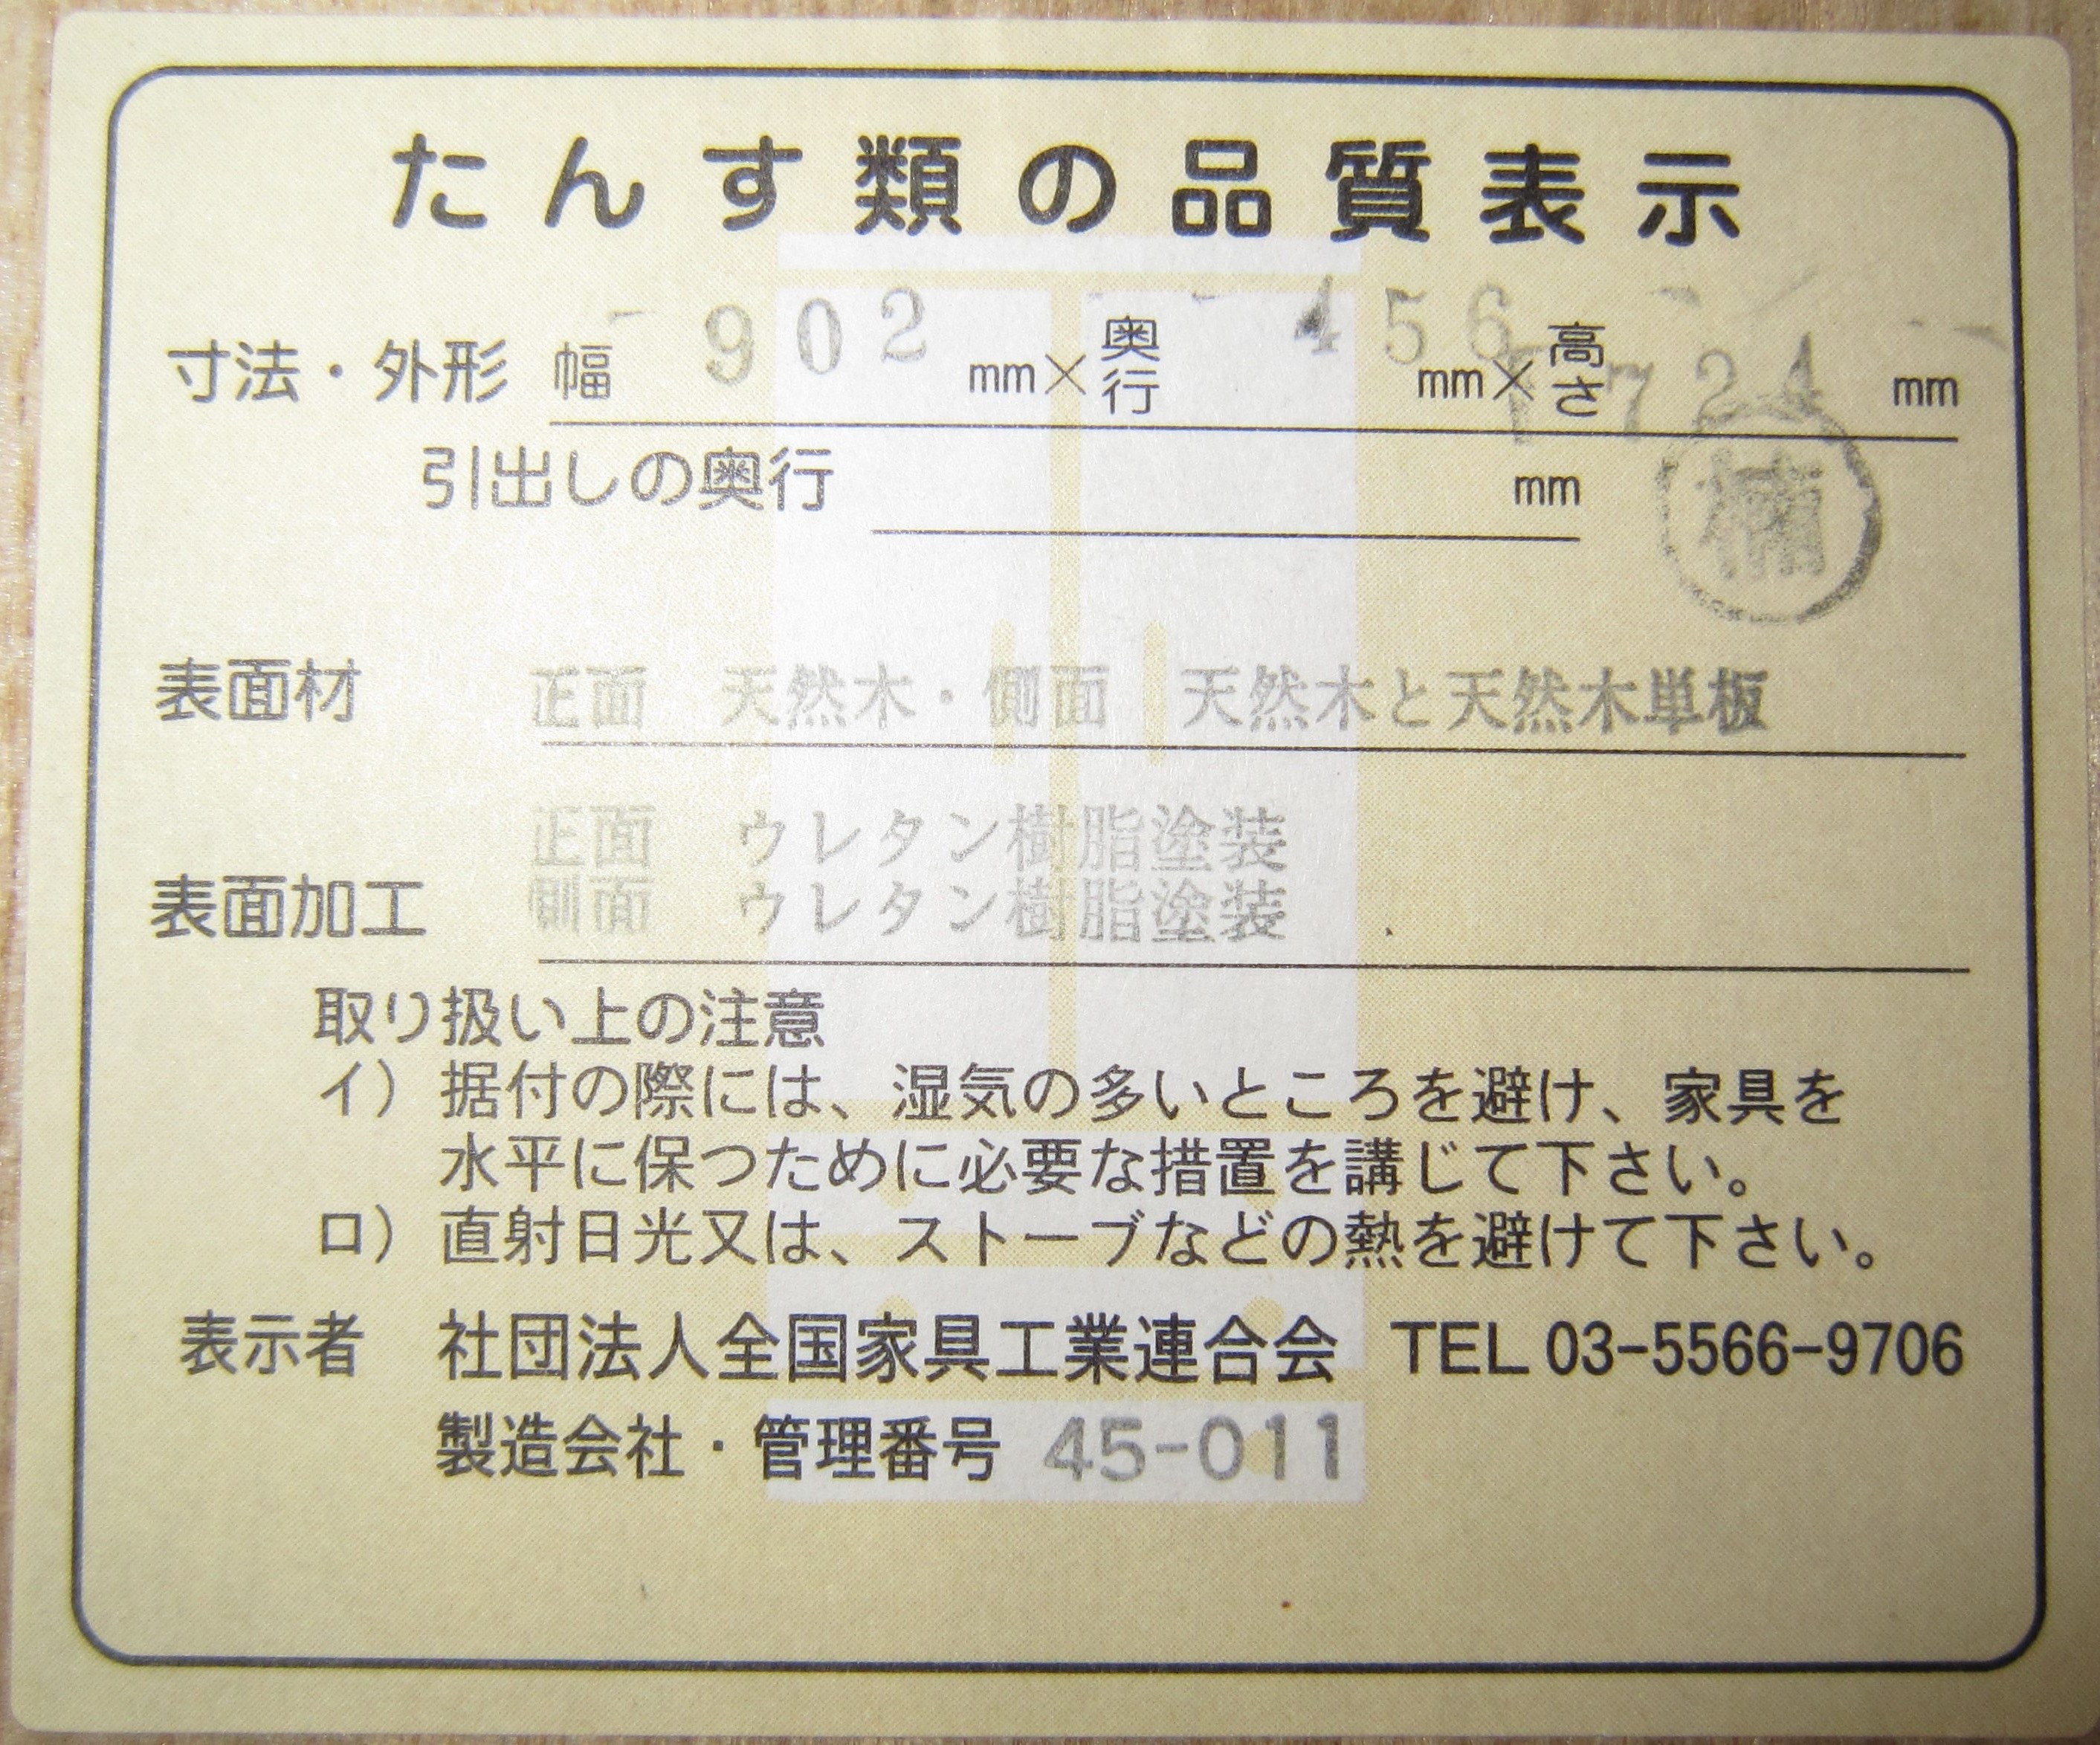 たんす類の品質表示
寸法・外形 幅 902 mm×奥行 456 mm×高さ 1724 mm
引出しの奥行 mm
楠
表面材 正面 天然木・側面 天然木と天然木単板
正面 ウレタン樹脂塗装
表面加工 側面 ウレタン樹脂塗装
取り扱い上の注意
イ）据付の際には、湿気の多いところを避け、家具を
水平に保つために必要な措置を講じて下さい。
ロ）直射日光又は、ストーブなどの熱を避けて下さい。
表示者 社団法人全国家具工業連合会 TEL 03-5566-9706
製造会社・管理番号 45-011